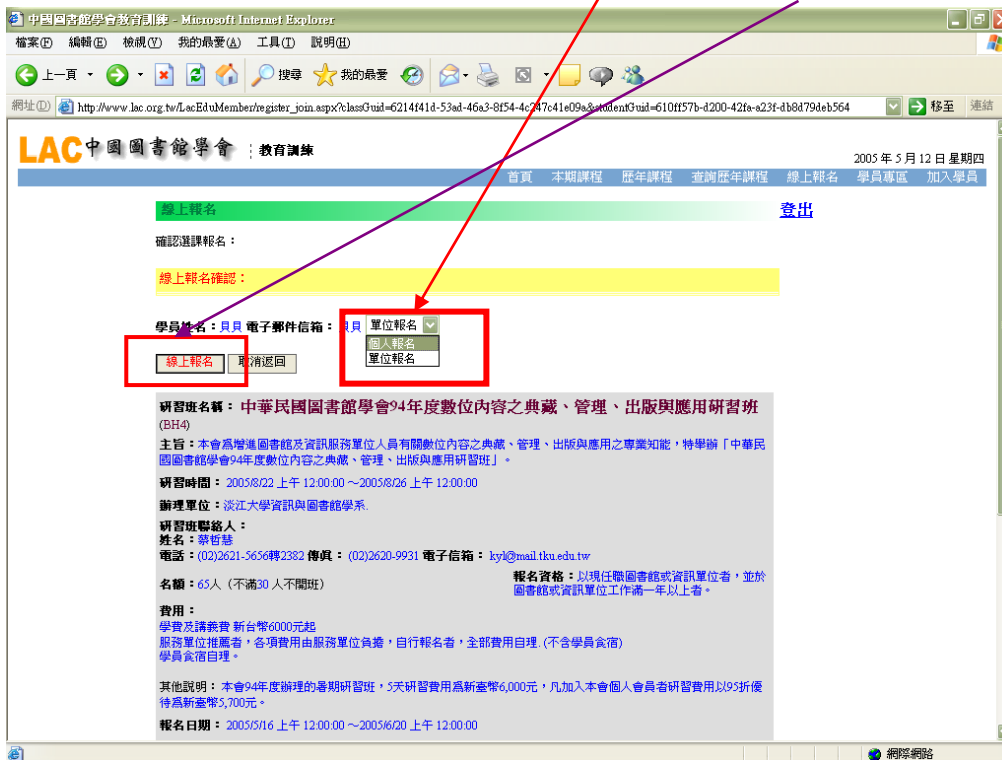 中國圖書館學會教育訓練 - Microsoft Internet Explorer
檔案(F) 編輯(E) 檢視(V) 我的最愛(A) 工具(T) 說明(H)
上一頁 搜尋 我的最愛
網址(D) http://www.lac.org.tw/LacEduMember/register_join.aspx?classGuid=6214f41d-53ad-46a3-8f54-4c247c41e09a&studentGuid=610ff57b-d200-42fa-a23f-db8d79deb564 移至 連結
LAC中國圖書館學會 教育訓練
2005 年 5 月 12 日 星期四
首頁 本期課程 歷年課程 查詢歷年課程 線上報名 學員專區 加入學員
線上報名 登出
確認選課報名：
線上報名確認：
學員姓名：貝貝 電子郵件信箱：貝貝 單位報名
個人報名
單位報名
線上報名 取消返回
研習班名稱： 中華民國圖書館學會94年度數位內容之典藏、管理、出版與應用研習班
(BH4)
主旨：本會為增進圖書館及資訊服務單位人員有關數位內容之典藏、管理、出版與應用之專業知能，特舉辦「中華民
國圖書館學會94年度數位內容之典藏、管理、出版與應用研習班」。
研習時間： 2005/8/22 上午 12:00:00 ～2005/8/26 上午 12:00:00
辦理單位：淡江大學資訊與圖書館學系.
研習班聯絡人：
姓名：蔡哲慧
電話：(02)2621-5656轉2382 傳真： (02)2620-9931 電子信箱： kyl@mail.tku.edu.tw
名額：65人（不滿30 人不開班）
報名資格：以現任職圖書館或資訊單位者，並於
圖書館或資訊單位工作滿一年以上者。
費用：
學費及講義費 新台幣6000元起
服務單位推薦者，各項費用由服務單位負擔，自行報名者，全部費用自理.(不含學員食宿)
學員食宿自理。
其他說明： 本會94年度辦理的暑期研習班，5天研習費用為新臺幣6,000元，凡加入本會個人會員者研習費用以95折優
待為新臺幣5,700元。
報名日期： 2005/5/16 上午 12:00:00 ～2005/6/20 上午 12:00:00
網際網路